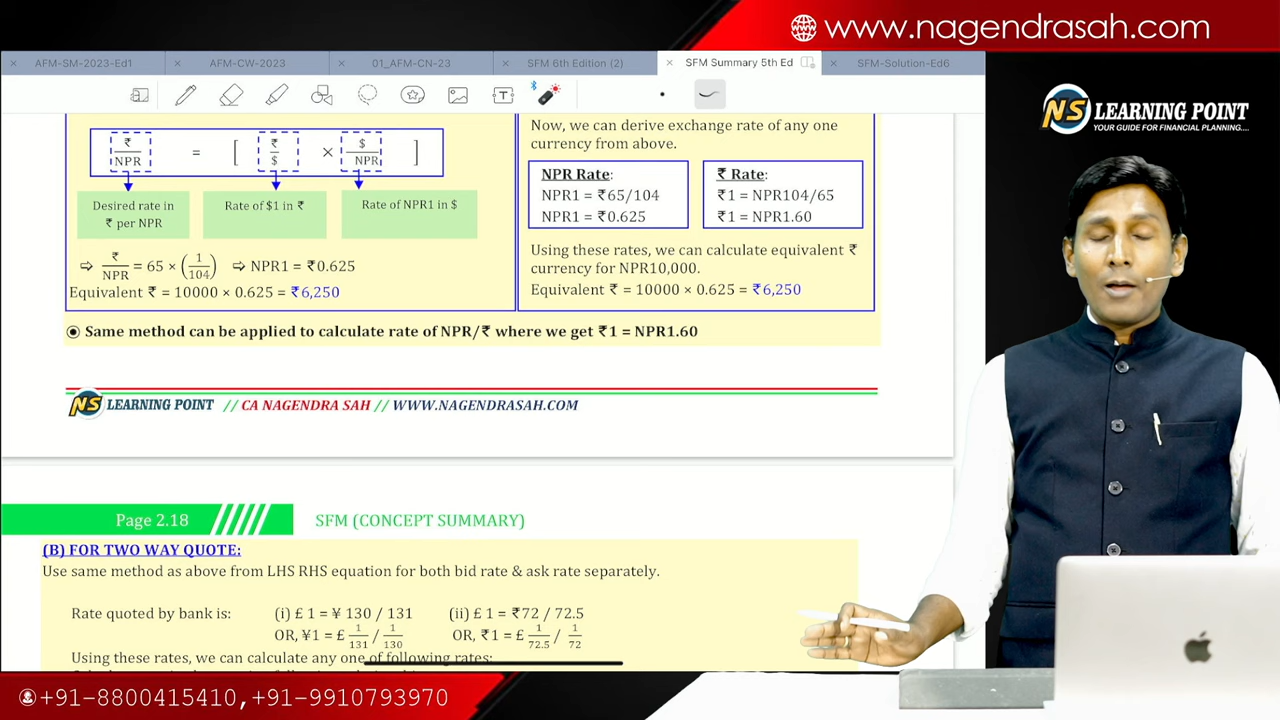 www.nagendrasah.com
AFM-SM-2023-Ed1
AFM-CW-2023
01_AFM-CN-23
SFM 6th Edition (2)
SFM Summary 5th Ed
SFM-Solution-Ed6
NS LEARNING POINT
YOUR GUIDE FOR FINANCIAL PLANNING....
₹/NPR = [ ₹/$ × $/NPR ]
Desired rate in
₹ per NPR
Rate of $1 in ₹
Rate of NPR1 in $
⇨ ₹/NPR = 65 × (1/104) ⇨ NPR1 = ₹0.625
Equivalent ₹ = 10000 × 0.625 = ₹6,250
Now, we can derive exchange rate of any one
currency from above.
NPR Rate:
NPR1 = ₹65/104
NPR1 = ₹0.625
₹ Rate:
₹1 = NPR104/65
₹1 = NPR1.60
Using these rates, we can calculate equivalent ₹
currency for NPR10,000.
Equivalent ₹ = 10000 × 0.625 = ₹6,250
◉ Same method can be applied to calculate rate of NPR/₹ where we get ₹1 = NPR1.60
NS LEARNING POINT // CA NAGENDRA SAH // WWW.NAGENDRASAH.COM
Page 2.18 SFM (CONCEPT SUMMARY)
(B) FOR TWO WAY QUOTE:
Use same method as above from LHS RHS equation for both bid rate & ask rate separately.
Rate quoted by bank is: (i) £ 1 = ¥ 130 / 131 (ii) £ 1 = ₹72 / 72.5
OR, ¥1 = £ 1/131 / 1/130 OR, ₹1 = £ 1/72.5 / 1/72
Using these rates, we can calculate any one of following rates:
+91-8800415410,+91-9910793970